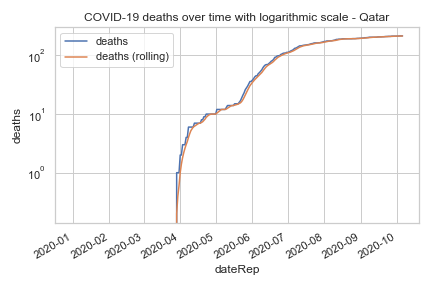 COVID-19 deaths over time with logarithmic scale - Qatar
deaths
deaths (rolling)
10²
10¹
10⁰
deaths
2020-01
2020-02
2020-03
2020-04
2020-05
2020-06
2020-07
2020-08
2020-09
2020-10
dateRep